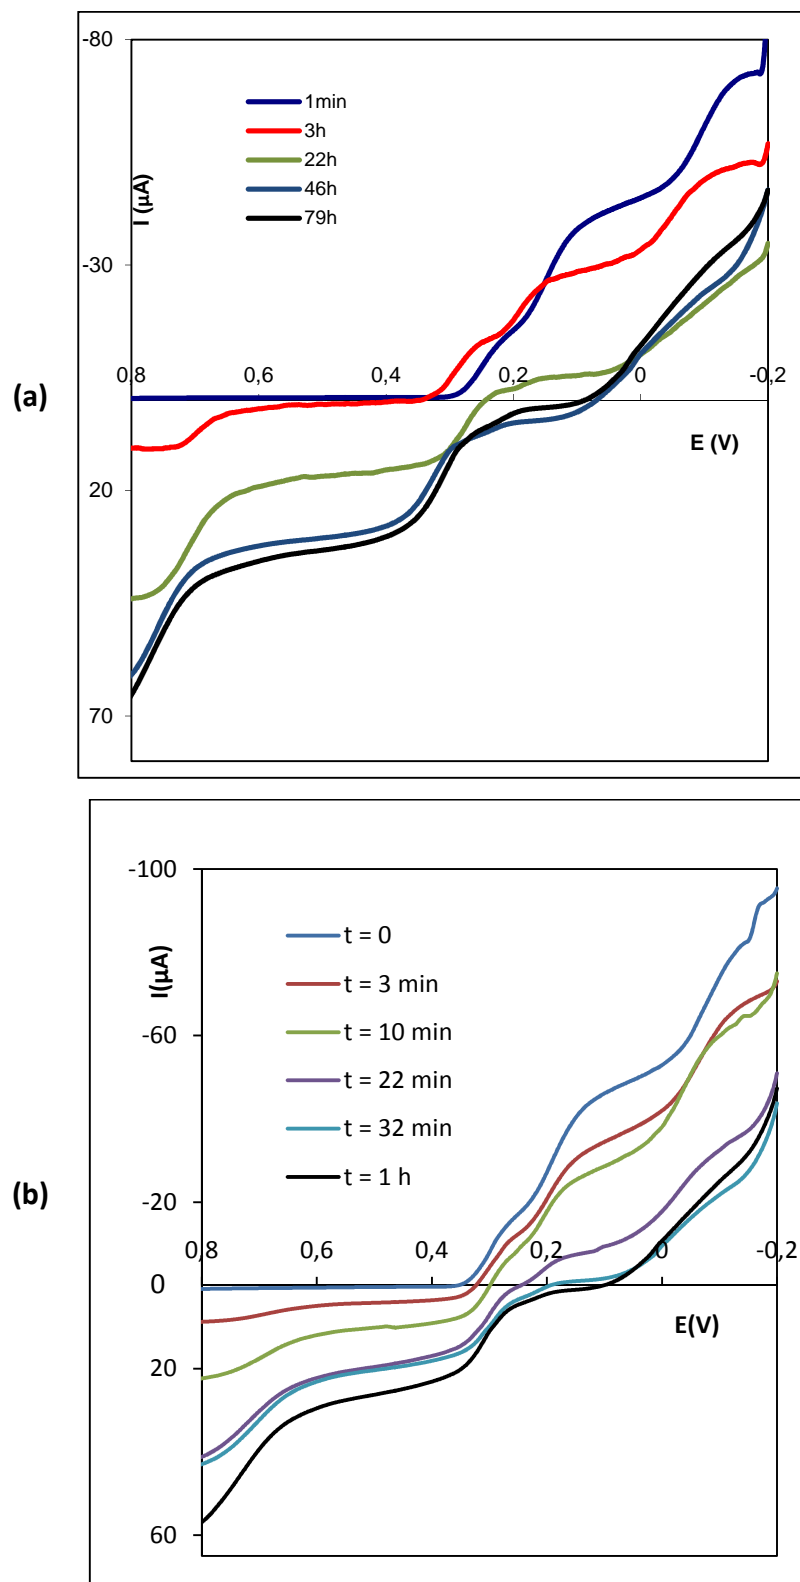 -80
1min
3h
22h
46h
79h
I (µA)
-30
0,8 0,6 0,4 0,2 0 -0,2
(a)
E (V)
20
70
-100
I(µA)
t = 0
t = 3 min
-60
t = 10 min
t = 22 min
t = 32 min
(b)
t = 1 h
-20
0,8 0,6 0,4 0,2 0 -0,2
0
E(V)
20
60